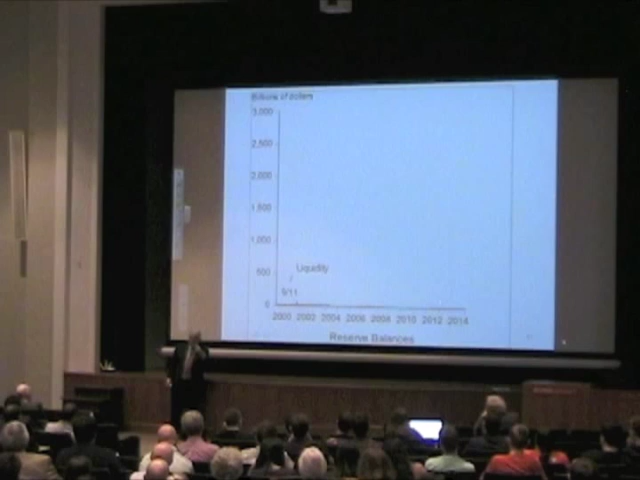 Billions of dollars
3,000
2,500
2,000
1,500
1,000
500
Liquidity
9/11
0
2000 2002 2004 2006 2008 2010 2012 2014
Reserve Balances